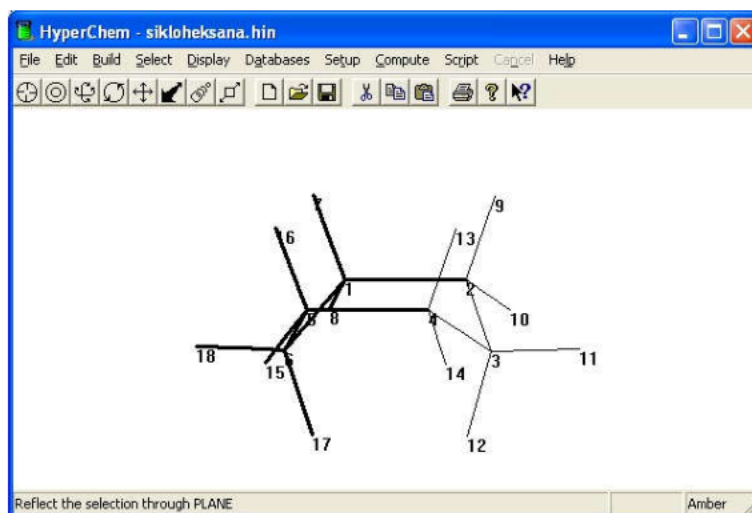 HyperChem - sikloheksana.hin
File Edit Build Select Display Databases Setup Compute Script Cancel Help
7 9
16 13
1 2
5 8 4 10
6 3
18 15 14 11
17 12
Reflect the selection through PLANE Amber